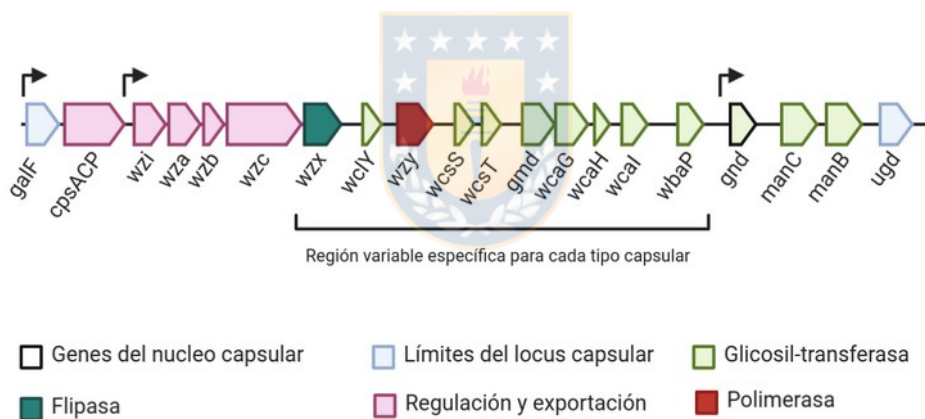 galF cpsACP wzi wza wzb wzc wzx wclY wzy wcsS wcsT gmd wcaG wcaH wcaI wbaP gnd manC manB ugd
Región variable específica para cada tipo capsular
Genes del nucleo capsular
Límites del locus capsular
Glicosil-transferasa
Flipasa
Regulación y exportación
Polimerasa